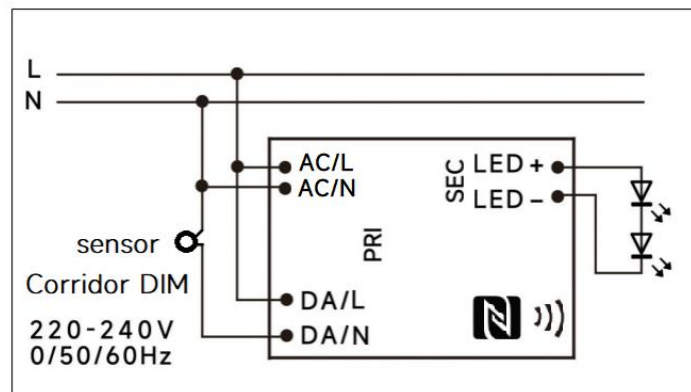 L
N
AC/L
AC/N
SEC
LED +
LED –
PRI
sensor
Corridor DIM
220-240V
0/50/60Hz
DA/L
DA/N